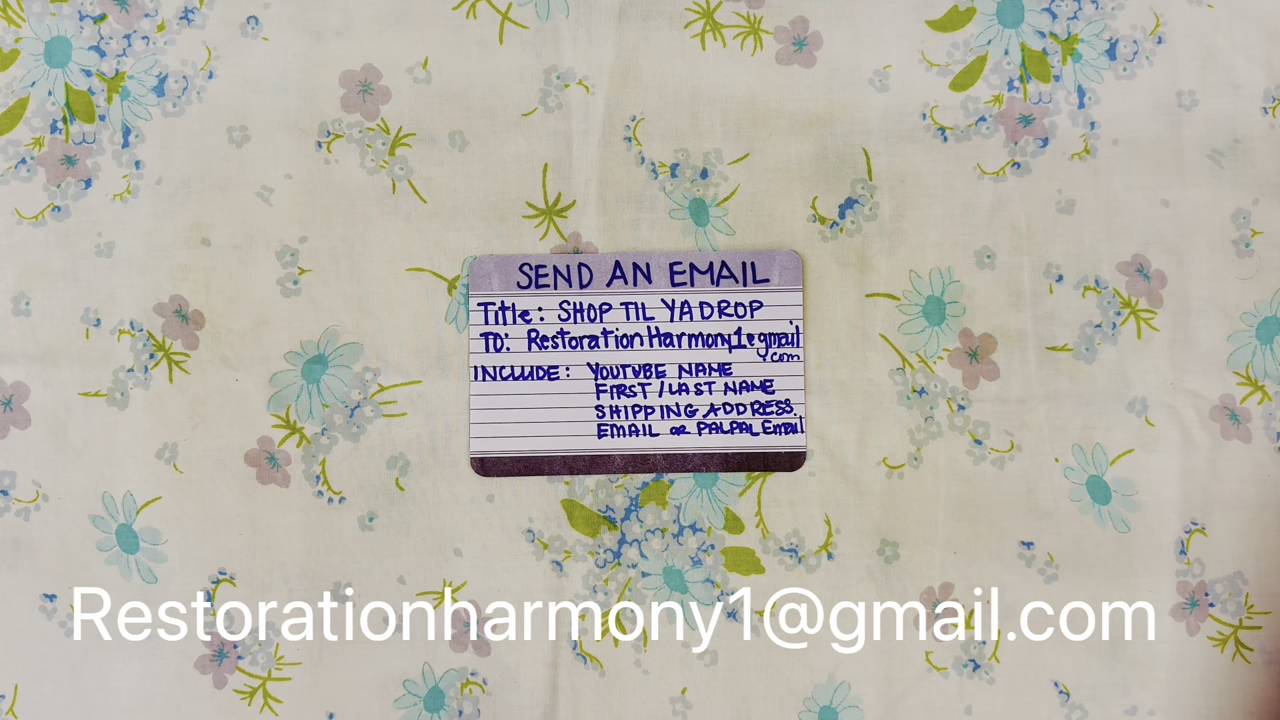 SEND AN EMAIL
Title: SHOP TIL YA DROP
TO: RestorationHarmony1@gmail
.com
INCLUDE: YOUTUBE NAME
FIRST / LAST NAME
SHIPPING ADDRESS
EMAIL or PALPAL Email
Restorationharmony1@gmail.com